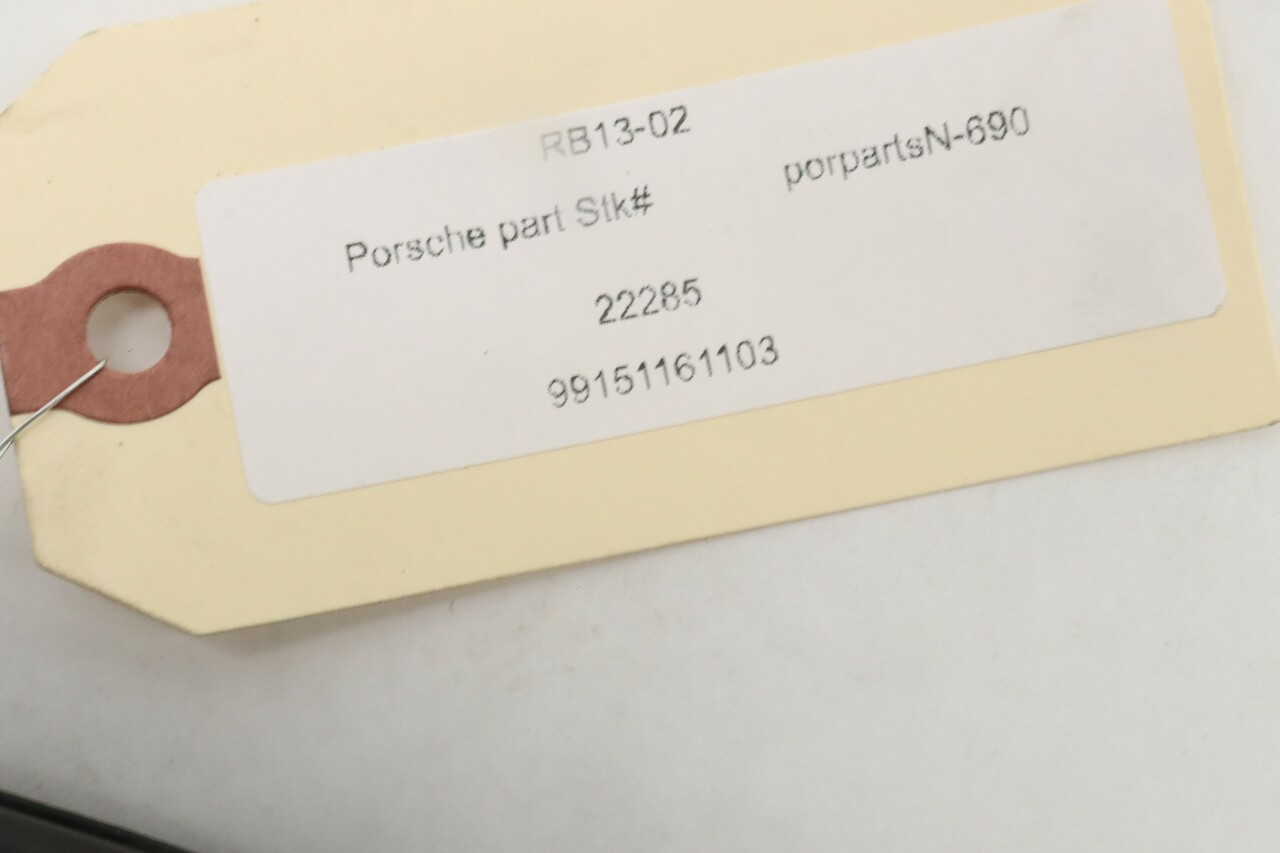 RB13-02
Porsche part Stk# porpartsN-690
22285
99151161103